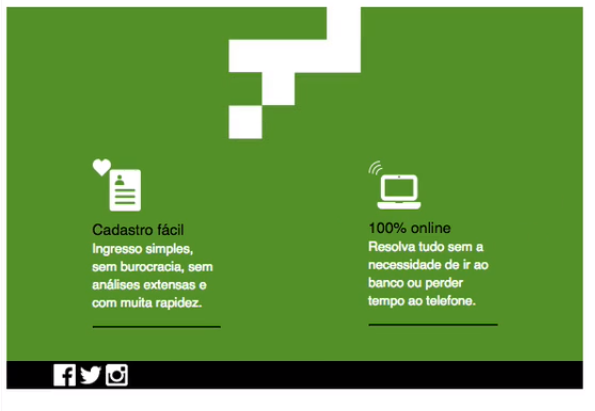 Cadastro fácil
Ingresso simples,
sem burocracia, sem
análises extensas e
com muita rapidez.
100% online
Resolva tudo sem a
necessidade de ir ao
banco ou perder
tempo ao telefone.